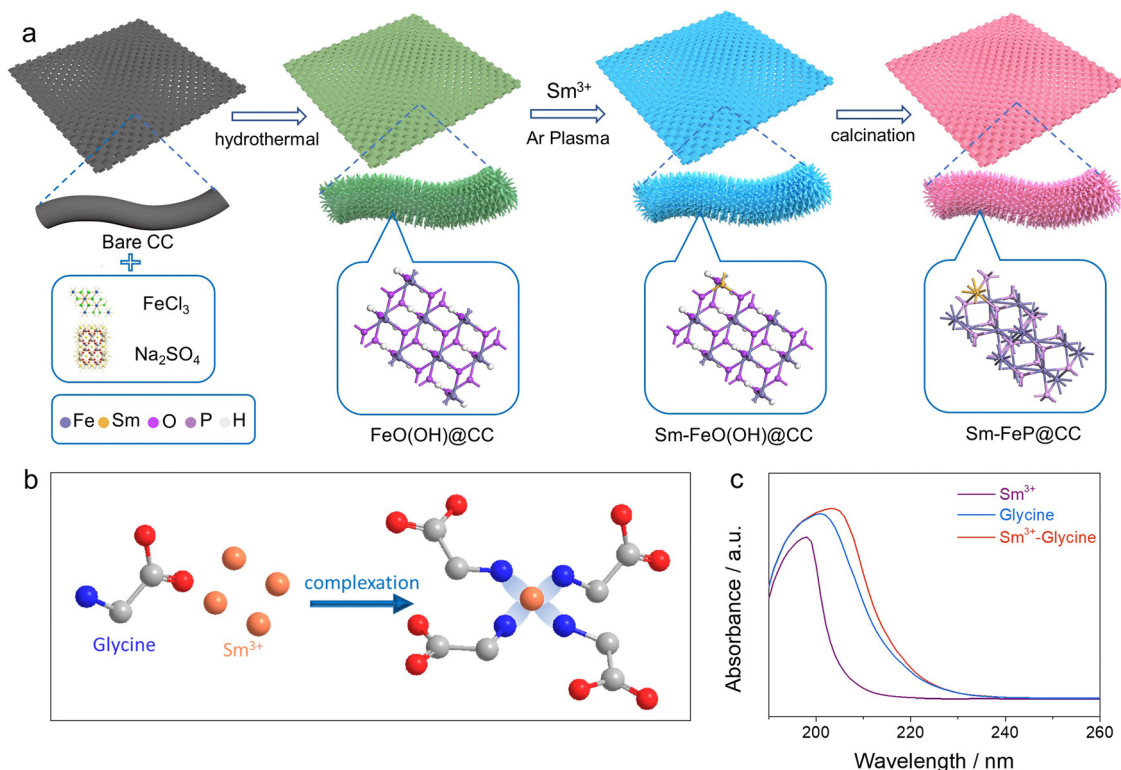 a
hydrothermal
Sm³⁺
Ar Plasma
calcination
Bare CC
FeCl₃
Na₂SO₄
Fe Sm O P H
FeO(OH)@CC
Sm-FeO(OH)@CC
Sm-FeP@CC
b
Glycine
Sm³⁺
complexation
c
Sm³⁺
Glycine
Sm³⁺-Glycine
Absorbance / a.u.
200 220 240 260
Wavelength / nm